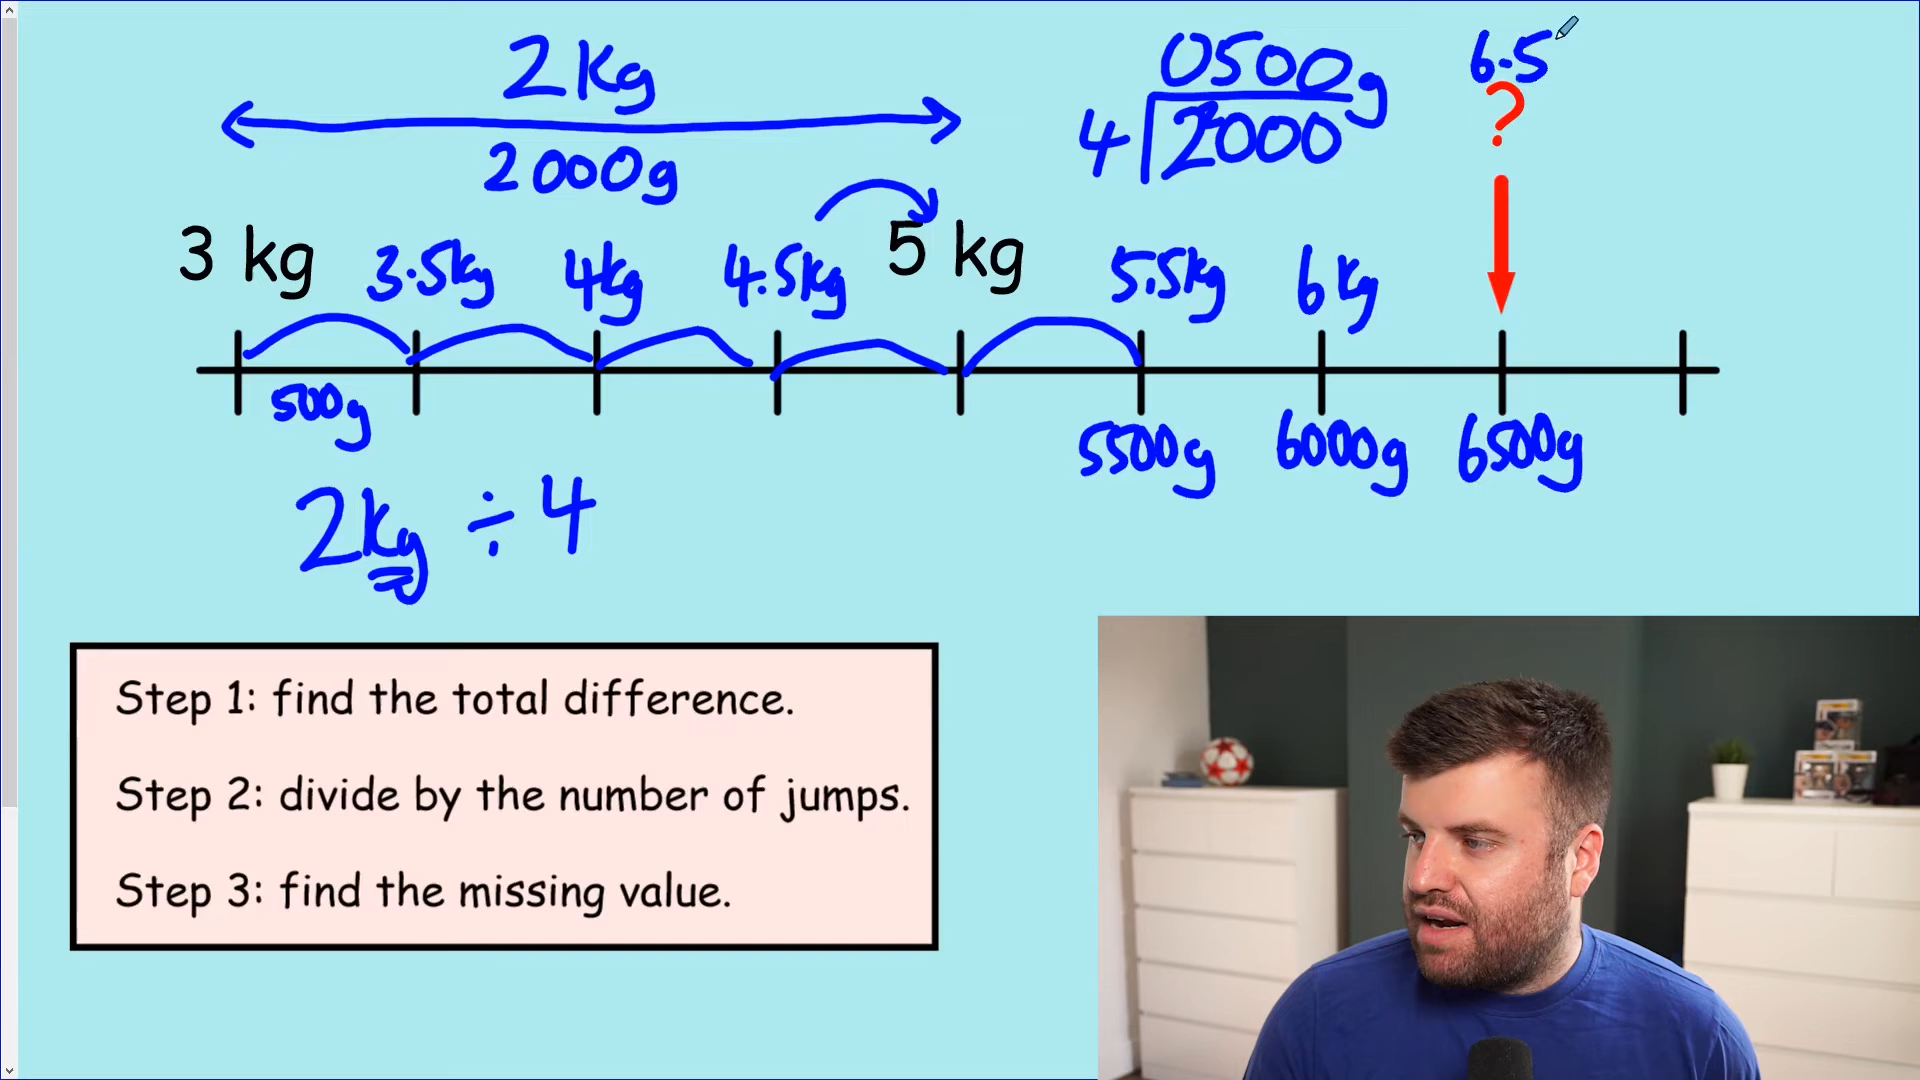 2kg
2000g
0500g
4 2000
6.5
?
3 kg 3.5kg 4kg 4.5kg 5 kg 5.5kg 6kg
500g
5500g 6000g 6500g
2kg ÷ 4
Step 1: find the total difference.
Step 2: divide by the number of jumps.
Step 3: find the missing value.